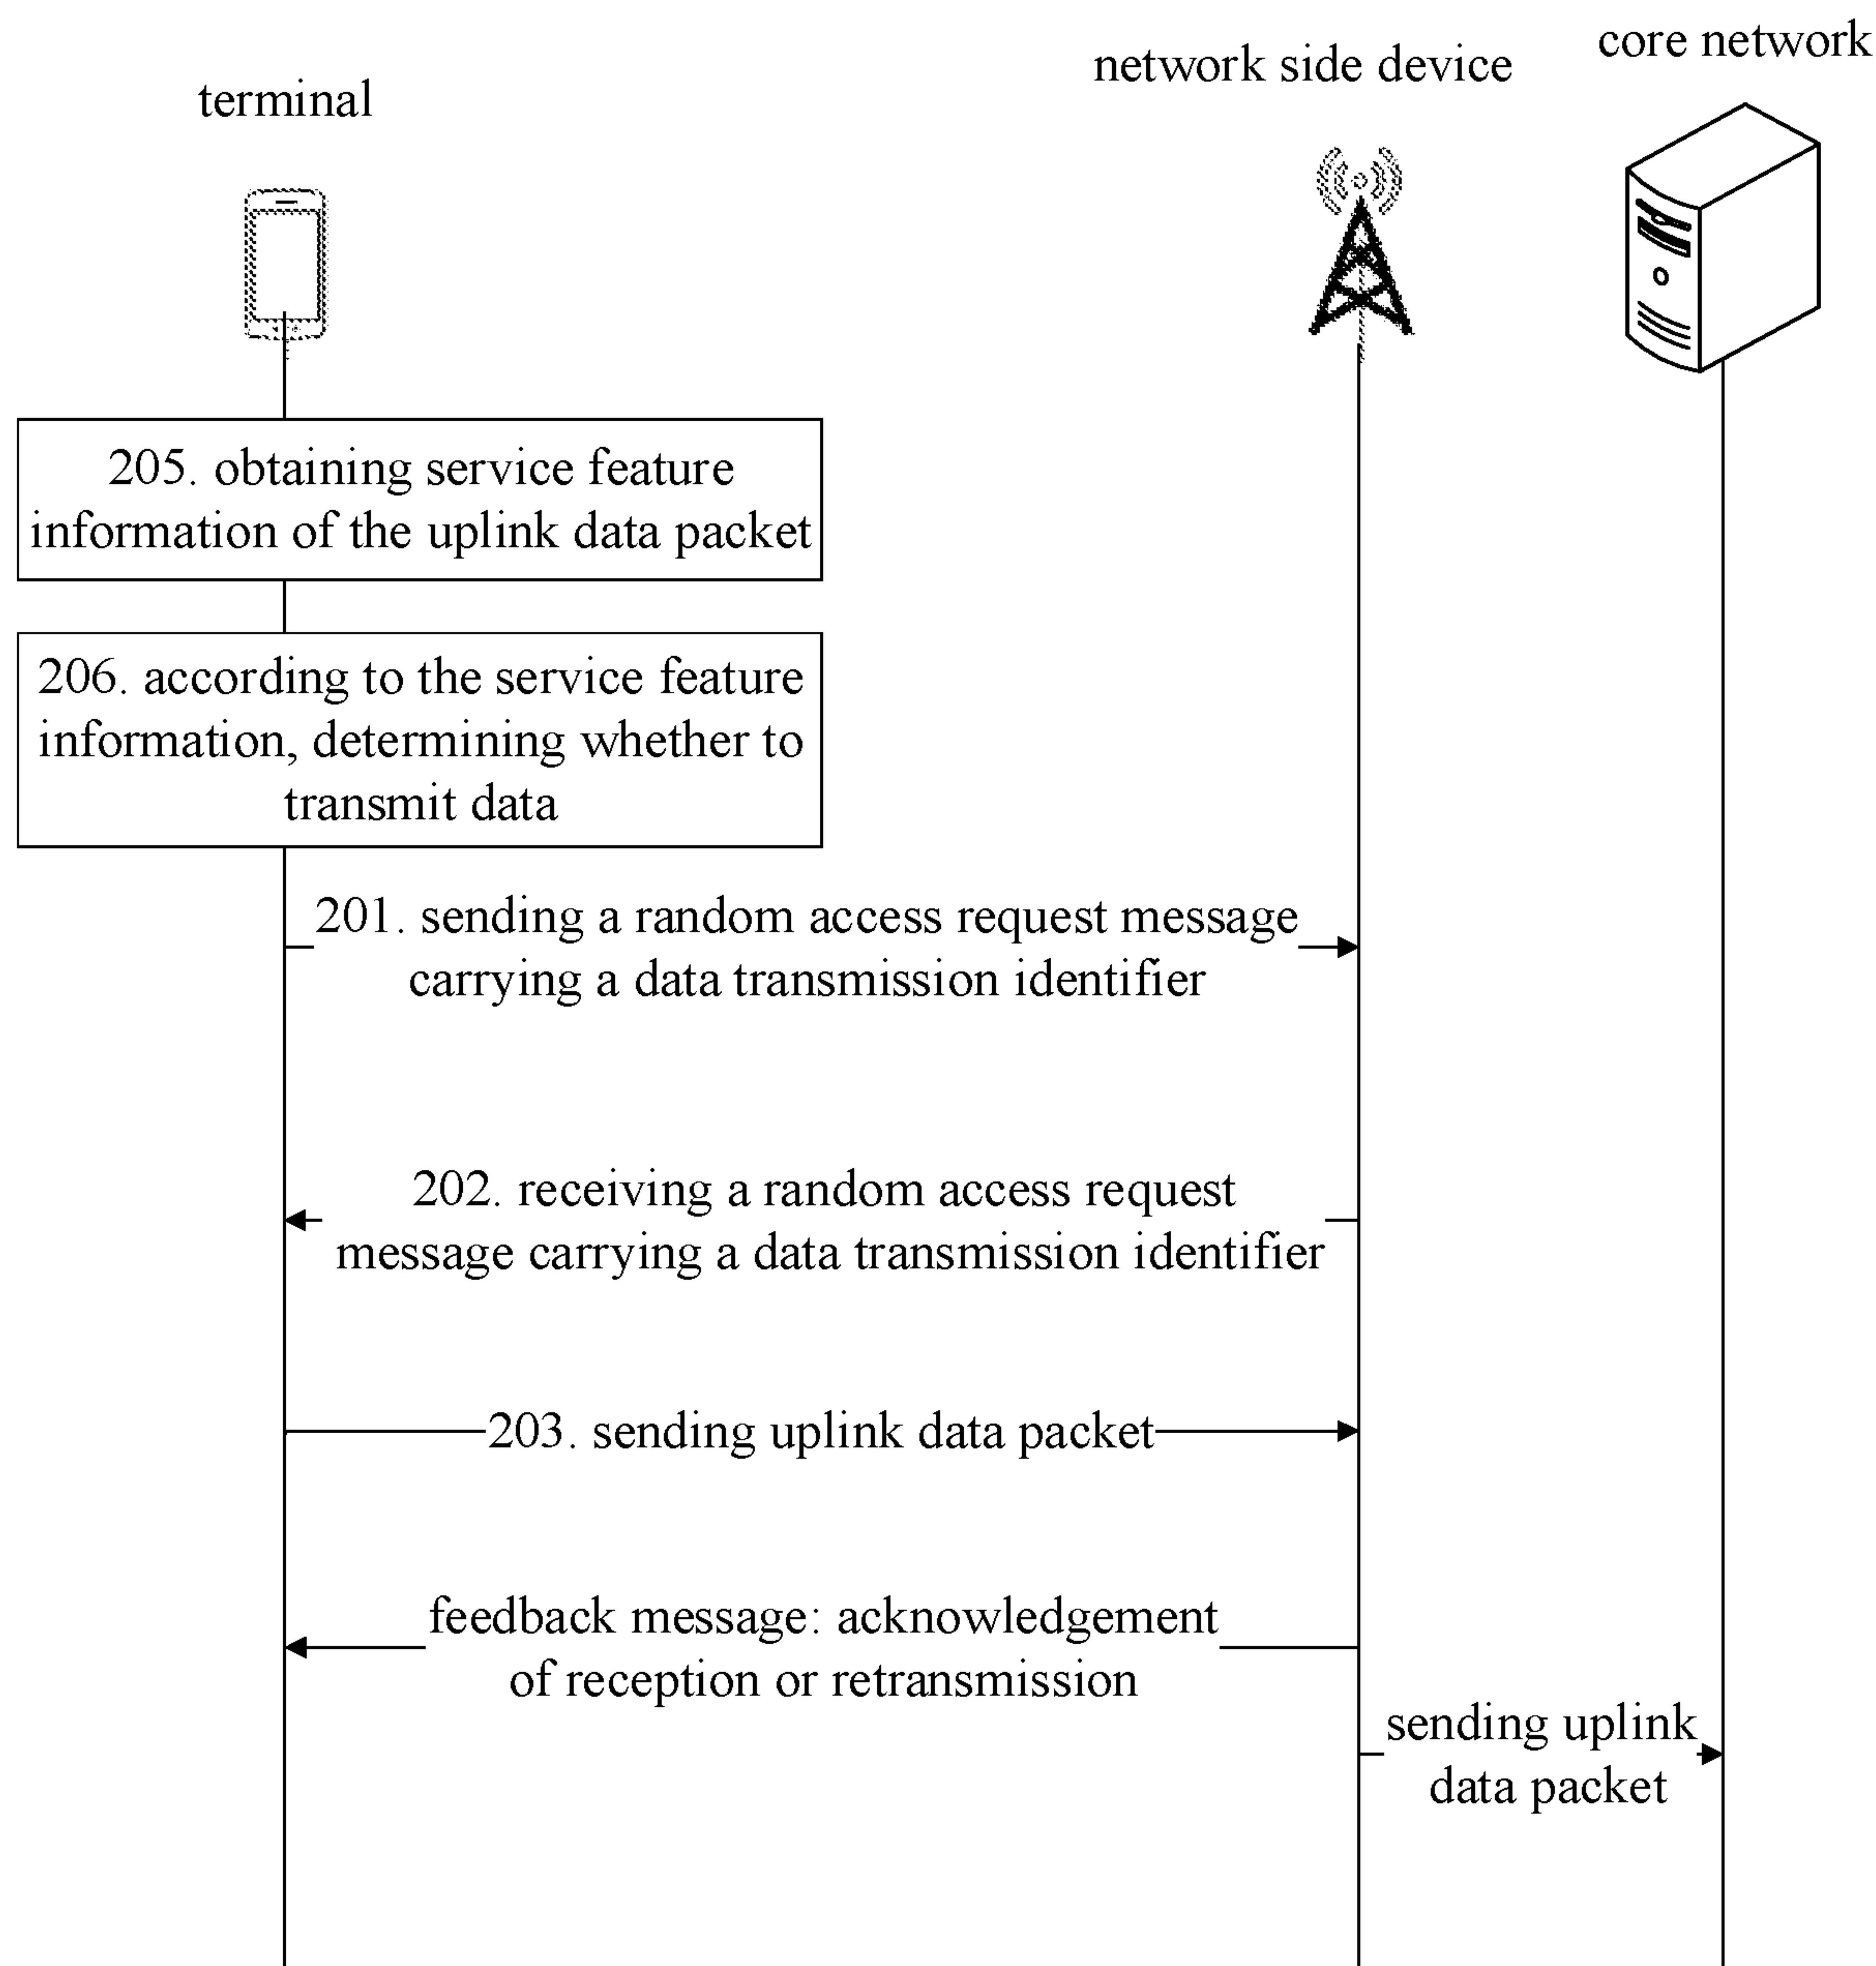 core network
network side device
terminal
205. obtaining service feature
information of the uplink data packet
206. according to the service feature
information, determining whether to
transmit data
201. sending a random access request message
carrying a data transmission identifier
202. receiving a random access request
message carrying a data transmission identifier
203. sending uplink data packet
feedback message: acknowledgement
of reception or retransmission
sending uplink
data packet